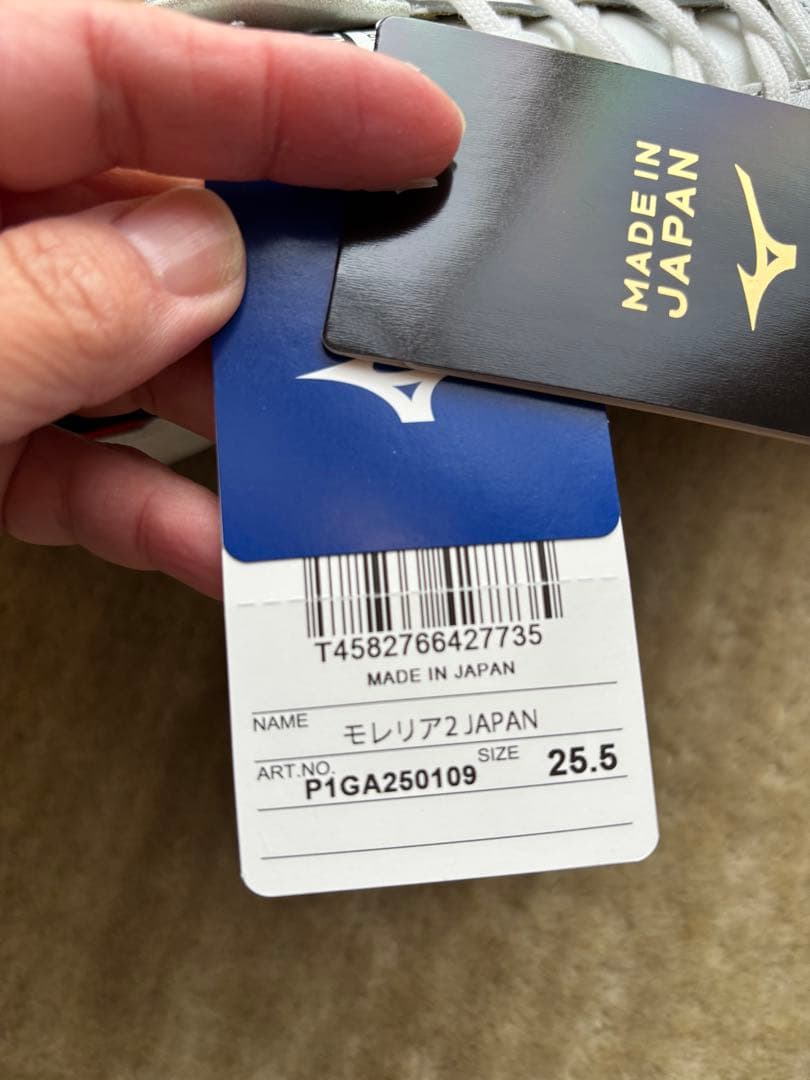 MADE IN
JAPAN
T4582766427735
MADE IN JAPAN
NAME モレリア2 JAPAN
ART.NO. P1GA250109 SIZE 25.5